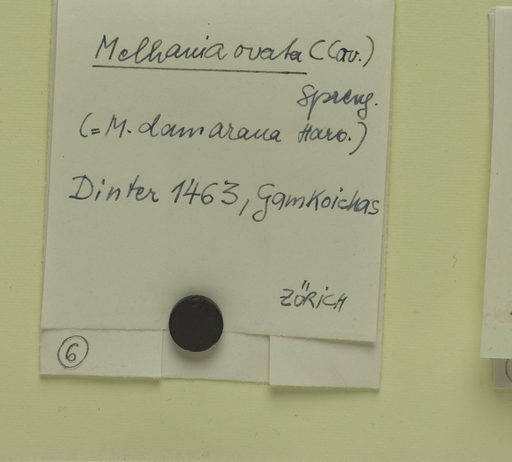 Melhania ovata (Cav.)
Spreng.
(= M. damarana Harv.)
Dinter 1463, Gamkoichas
ZÜRICH
6